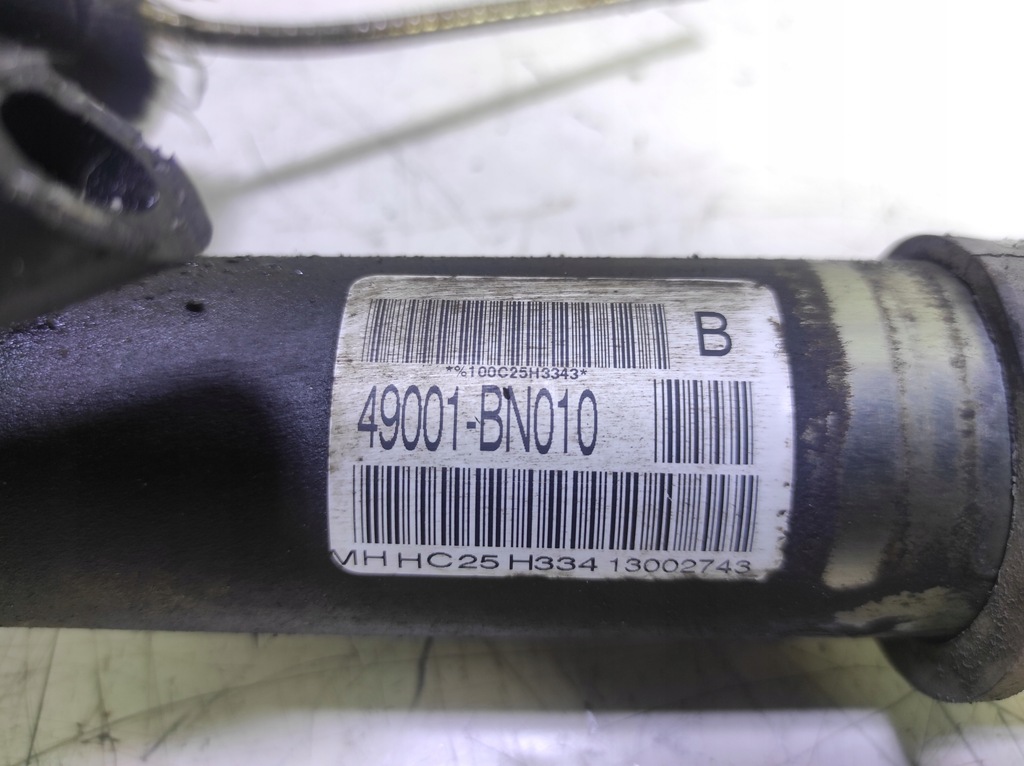 B
*%100C25H3343*
49001-BN010
MH HC25 H334 13002743